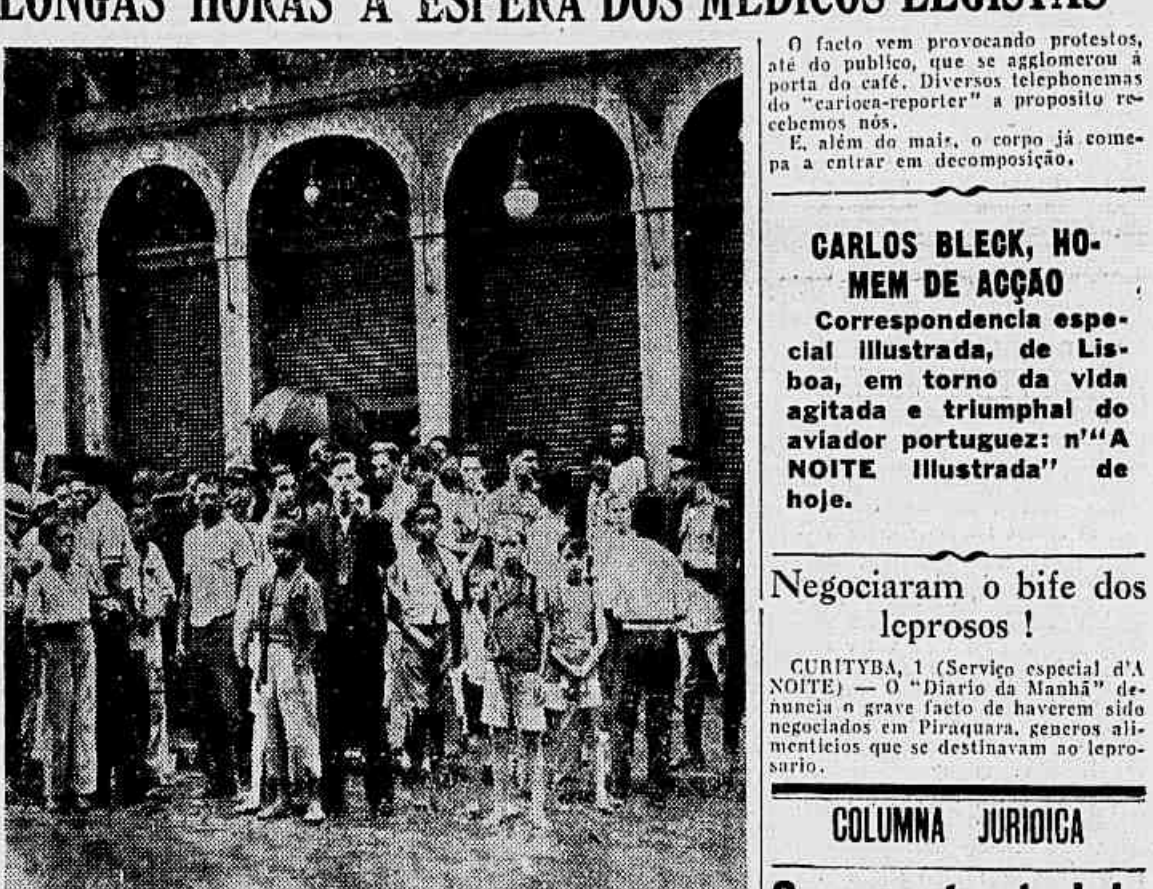 LONGAS HORAS A' ESPERA DOS MEDICOS LEGISTAS
O facto vem provocando protestos,
até do publico, que se agglomerou á
porta do café. Diversos telephonemas
do "carioca-reporter" a proposito re-
cebemos nós.
E, além do mais, o corpo já come-
pa a entrar em decomposição.
CARLOS BLECK, HO-
MEM DE ACÇÃO
Correspondencia espe-
cial illustrada, de Lis-
boa, em torno da vida
agitada e triumphal do
aviador portuguez: n'"A
NOITE Illustrada" de
hoje.
Negociaram o bife dos
leprosos !
CURITYBA, 1 (Serviço especial d'A
NOITE) — O "Diario da Manhã" de-
nuncia o grave facto de haverem sido
negociados em Piraquara, generos ali-
menticios que se destinavam ao lepro-
sario.
COLUMNA JURIDICA